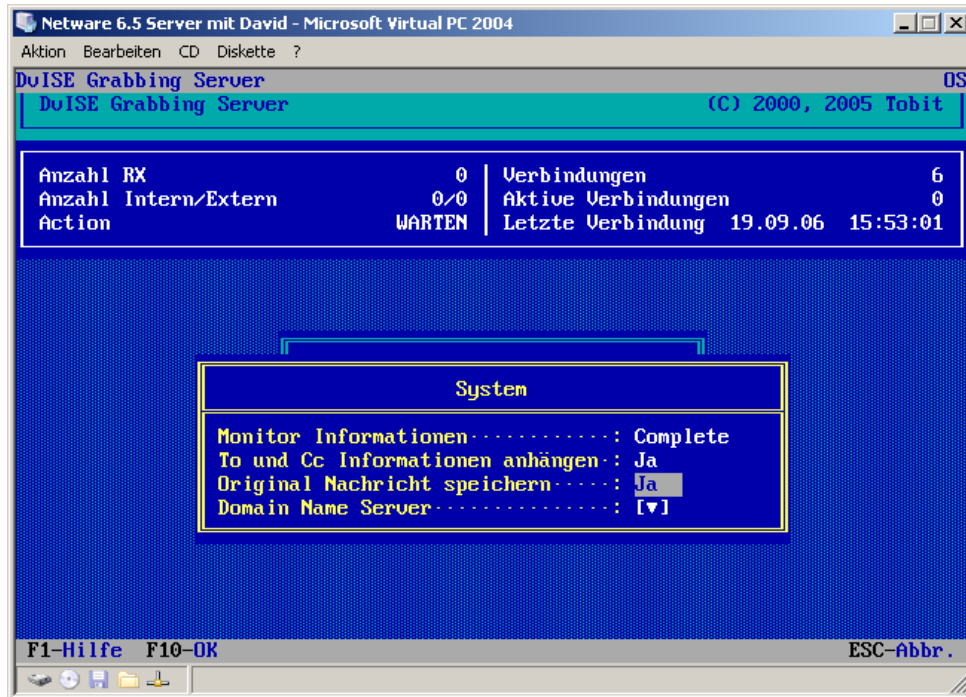 Netware 6.5 Server mit David - Microsoft Virtual PC 2004
Aktion Bearbeiten CD Diskette ?
DvISE Grabbing Server OS
DvISE Grabbing Server (C) 2000, 2005 Tobit
Anzahl RX 0 Verbindungen 6
Anzahl Intern/Extern 0/0 Aktive Verbindungen 0
Action WARTEN Letzte Verbindung 19.09.06 15:53:01
System
Monitor Informationen············: Complete
To und Cc Informationen anhängen·: Ja
Original Nachricht speichern·····: Ja
Domain Name Server···············: [▼]
F1-Hilfe F10-OK ESC-Abbr.